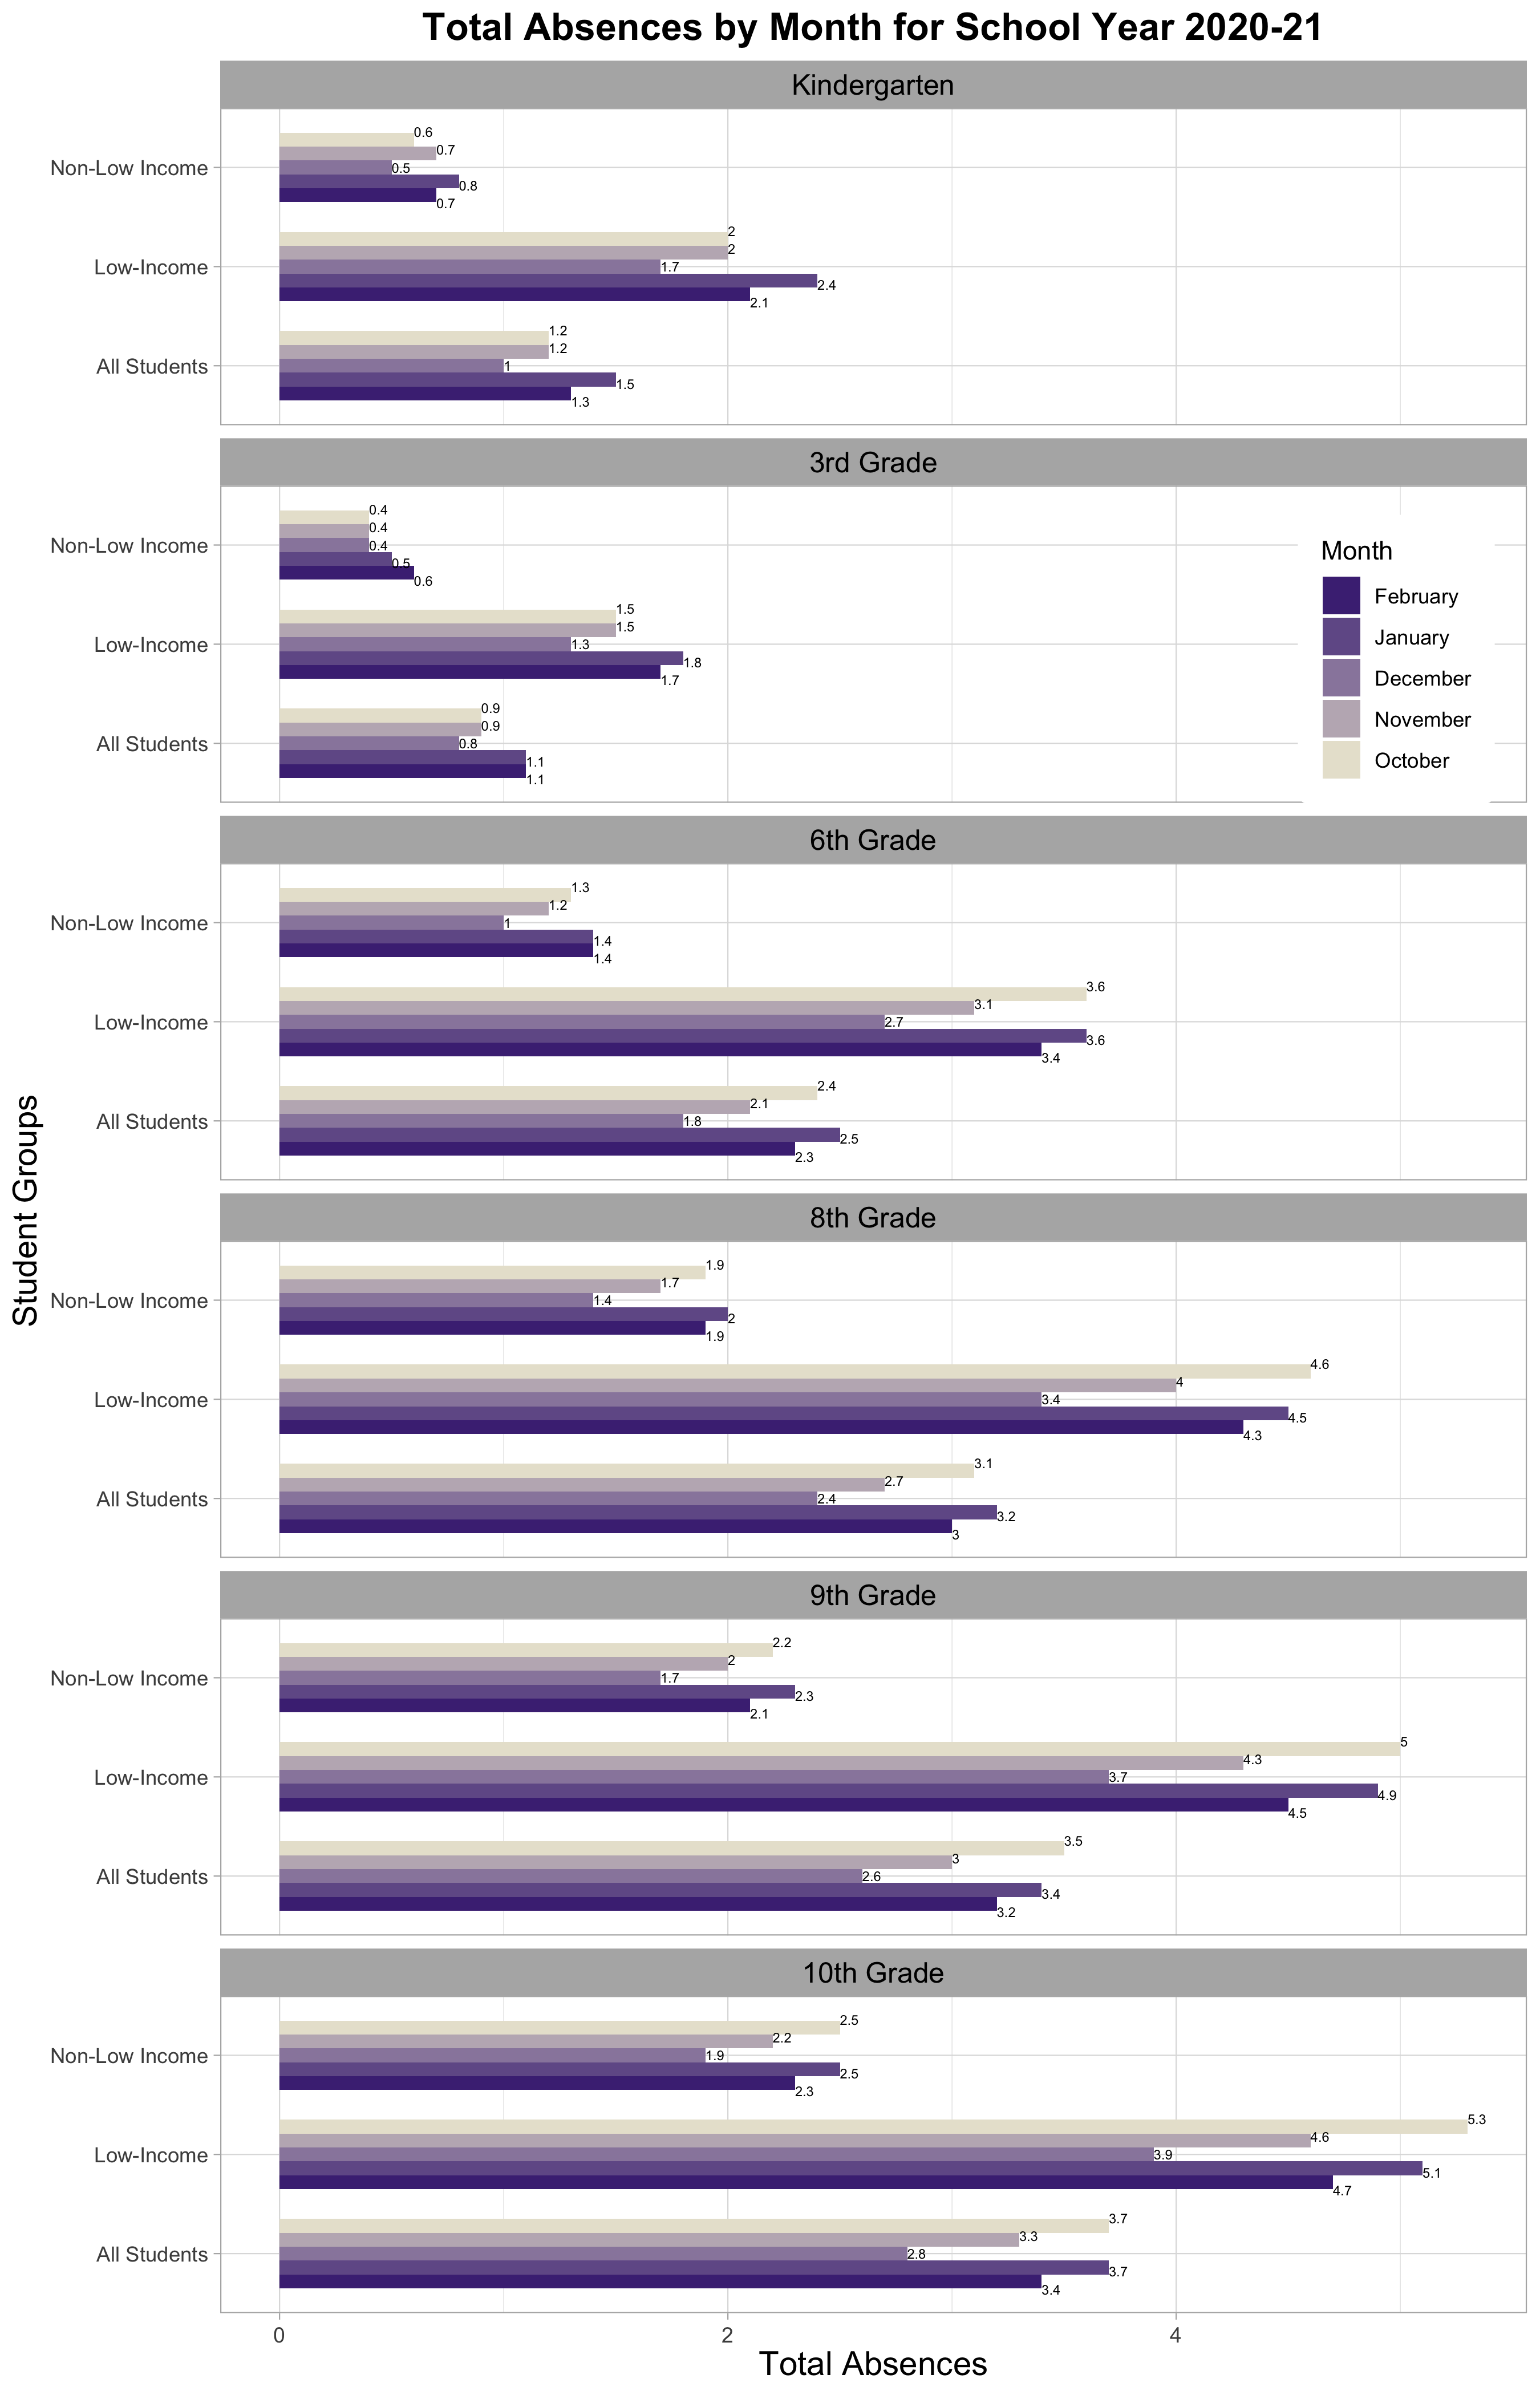 Total Absences by Month for School Year 2020-21
Kindergarten
Non-Low Income
0.6
0.7
0.5
0.8
0.7
Low-Income
2
2
1.7
2.4
2.1
All Students
1.2
1.2
1
1.5
1.3
3rd Grade
Non-Low Income
0.4
0.4
0.4
0.5
0.6
Low-Income
1.5
1.5
1.3
1.8
1.7
All Students
0.9
0.9
0.8
1.1
1.1
Month
February
January
December
November
October
6th Grade
Non-Low Income
1.3
1.2
1
1.4
1.4
Low-Income
3.6
3.1
2.7
3.6
3.4
All Students
2.4
2.1
1.8
2.5
2.3
Student Groups
8th Grade
Non-Low Income
1.9
1.7
1.4
2
1.9
Low-Income
4.6
4
3.4
4.5
4.3
All Students
3.1
2.7
2.4
3.2
3
9th Grade
Non-Low Income
2.2
2
1.7
2.3
2.1
Low-Income
5
4.3
3.7
4.9
4.5
All Students
3.5
3
2.6
3.4
3.2
10th Grade
Non-Low Income
2.5
2.2
1.9
2.5
2.3
Low-Income
5.3
4.6
3.9
5.1
4.7
All Students
3.7
3.3
2.8
3.7
3.4
0 2 4
Total Absences